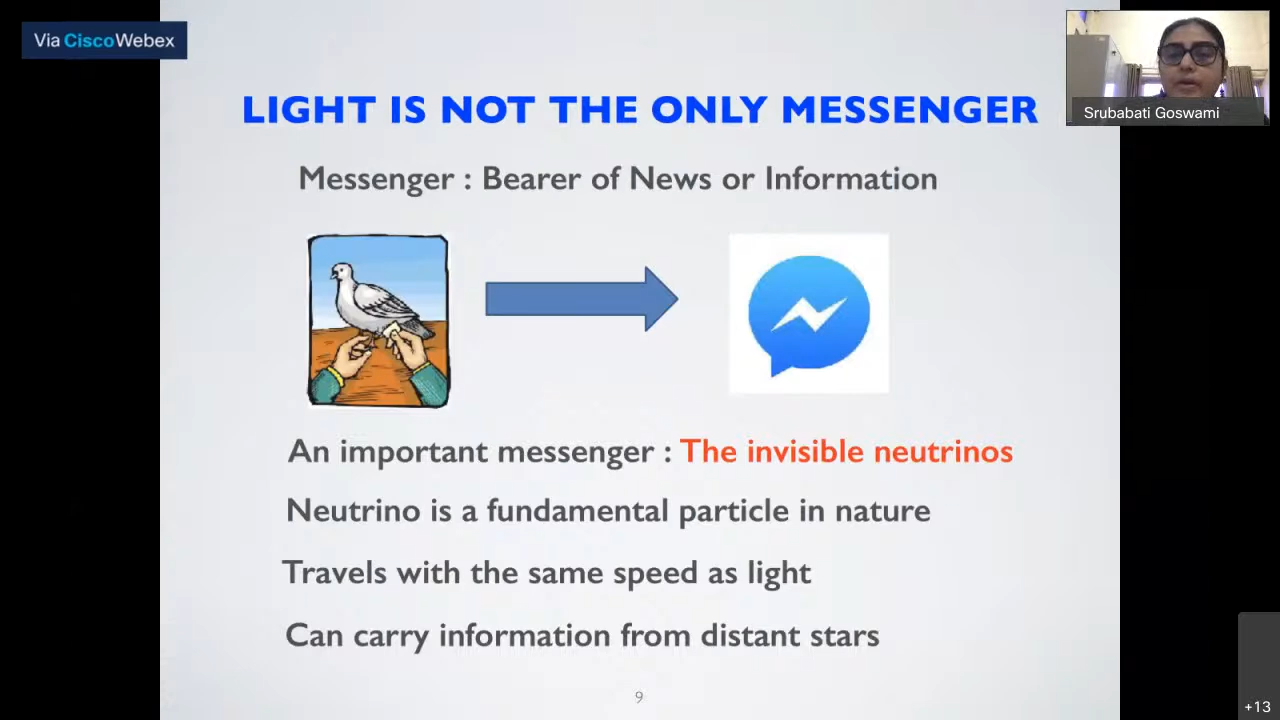 Via CiscoWebex
LIGHT IS NOT THE ONLY MESSENGER
Srubabati Goswami
Messenger : Bearer of News or Information
An important messenger : The invisible neutrinos
Neutrino is a fundamental particle in nature
Travels with the same speed as light
Can carry information from distant stars
9
+13